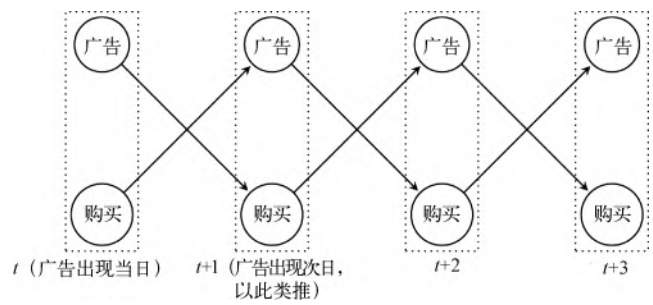 广告 广告 广告 广告
购买 购买 购买 购买
t（广告出现当日） t+1（广告出现次日， t+2 t+3
以此类推）